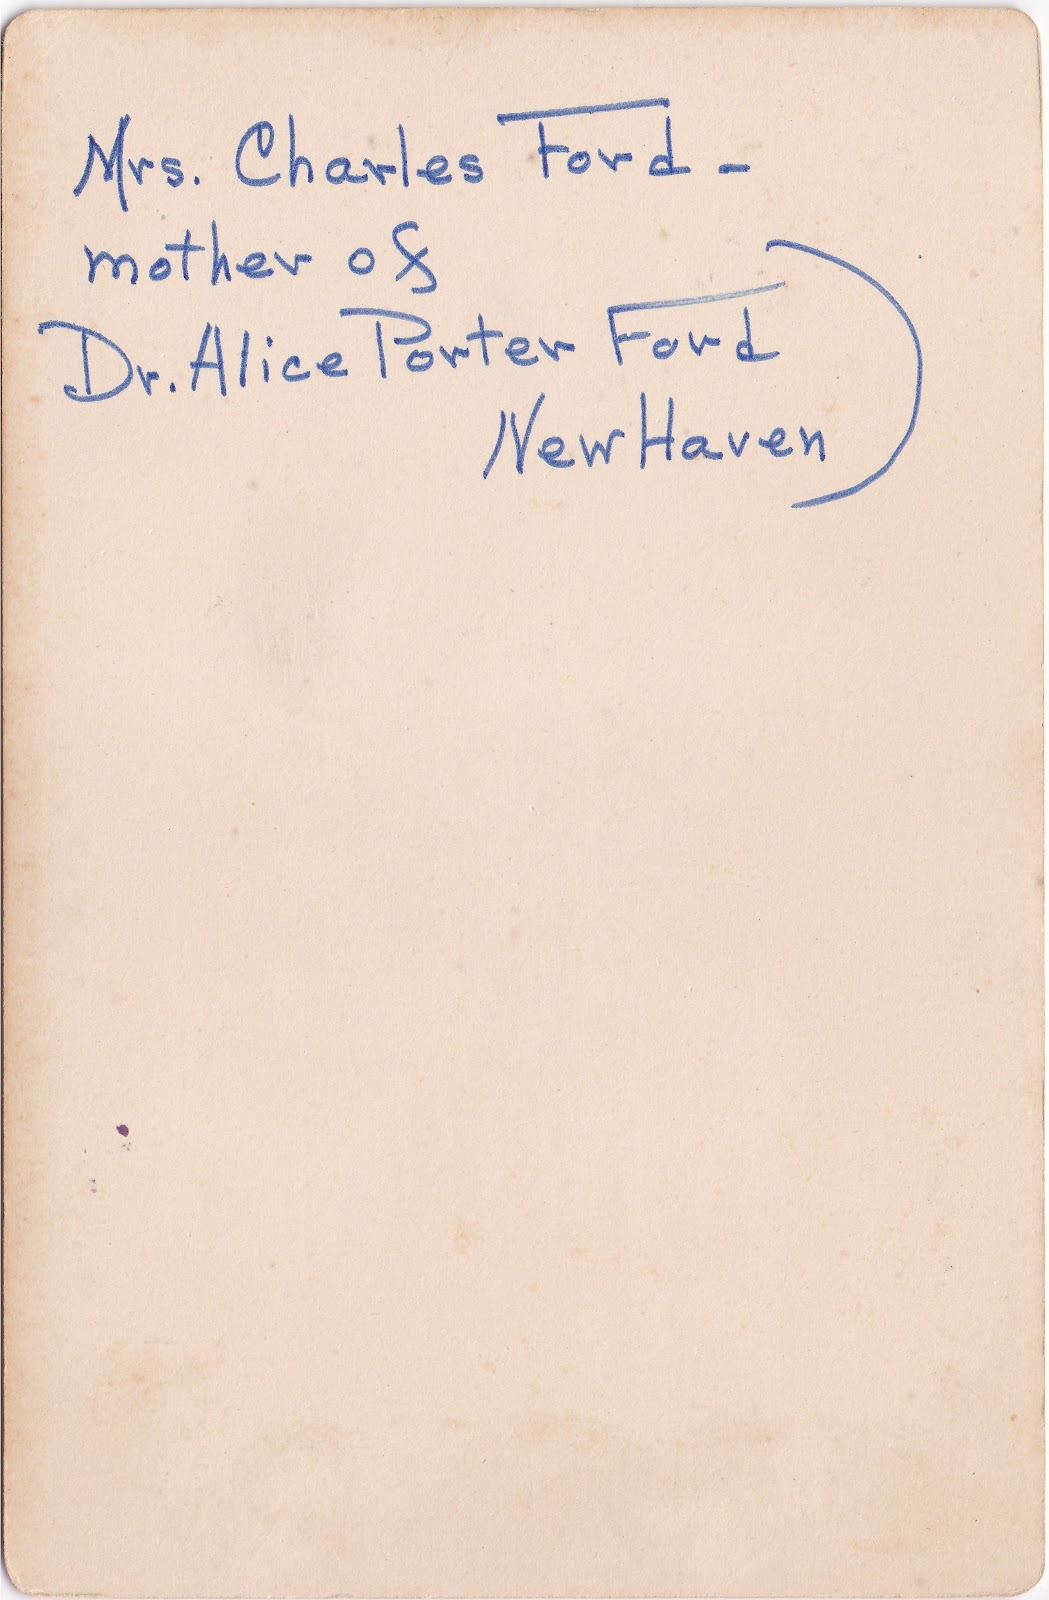 Mrs. Charles Ford -
mother of
Dr. Alice Porter Ford
New Haven )